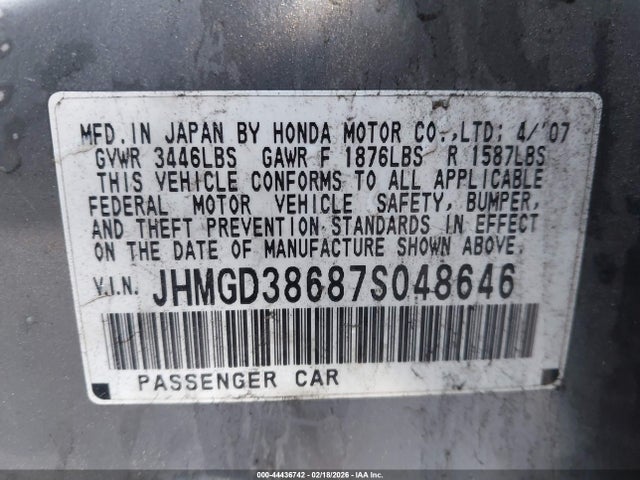 MFD.IN JAPAN BY HONDA MOTOR CO.,LTD: 4/'07
GVWR 3446LBS GAWR F 1876LBS R 1587LBS
THIS VEHICLE CONFORMS TO ALL APPLICABLE
FEDERAL MOTOR VEHICLE SAFETY, BUMPER,
AND THEFT PREVENTION STANDARDS IN EFFECT
ON THE DATE OF MANUFACTURE SHOWN ABOVE.
V.I.N. JHMGD38687S048646
PASSENGER CAR
000-44436742 - 02/18/2026 - IAA Inc.